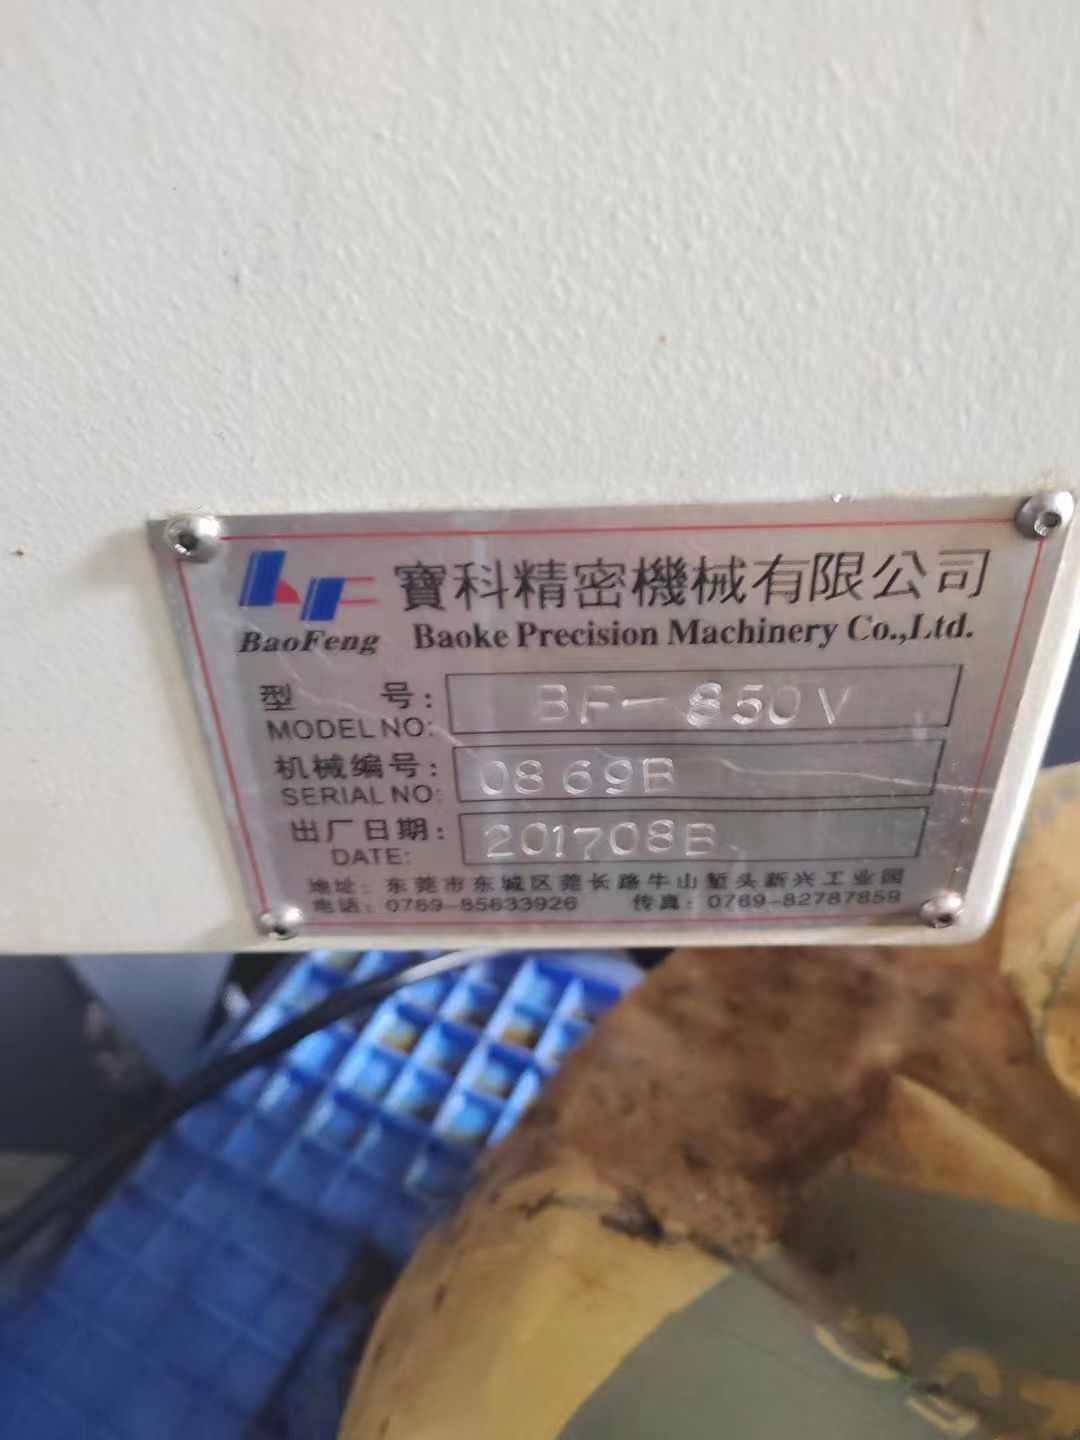 寶科精密機械有限公司
BaoFeng Baoke Precision Machinery Co.,Ltd.
型 号: BF-850V
MODEL NO:
机械编号: 0869B
SERIAL NO:
出厂日期: 201708B
DATE:
地址: 东莞市东城区莞长路牛山堑头新兴工业园
电话: 0769-85633926 传真: 0769-82787859